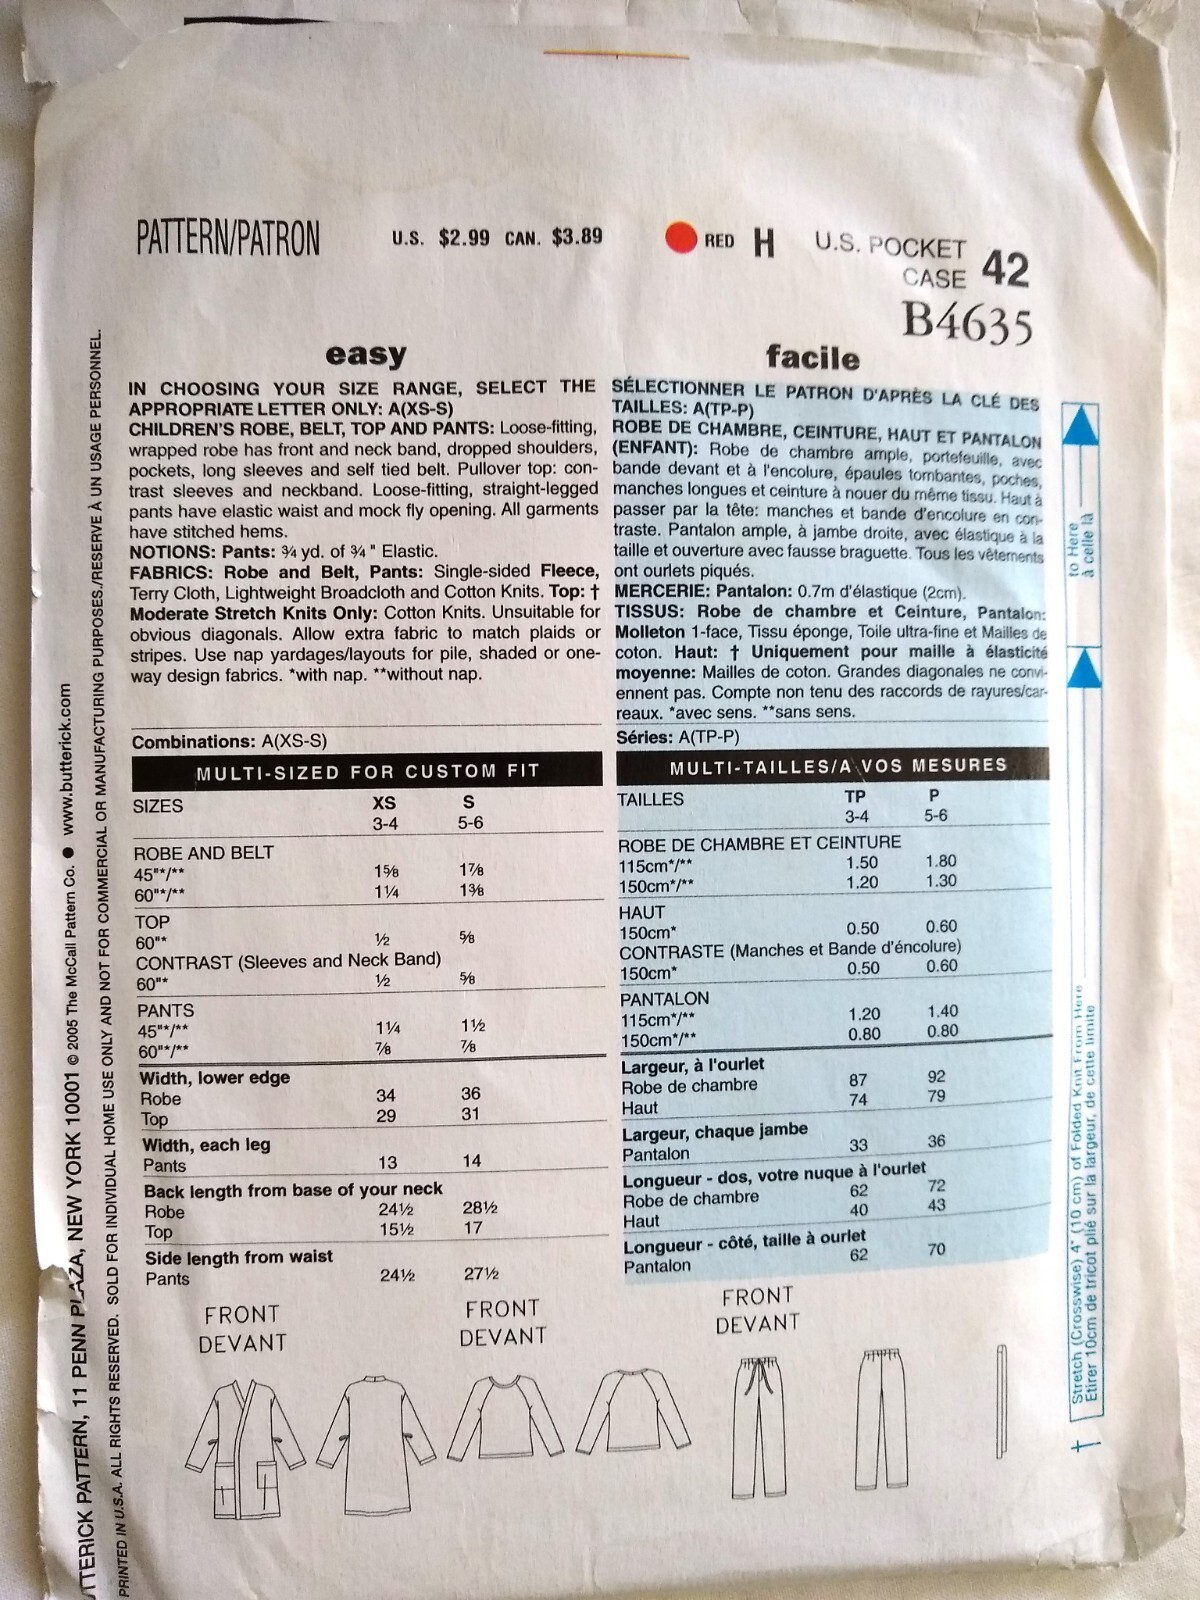 PATTERN/PATRON
U.S. $2.99 CAN. $3.89
RED H
U.S. POCKET
CASE 42
B4635
easy
IN CHOOSING YOUR SIZE RANGE, SELECT THE
APPROPRIATE LETTER ONLY: A(XS-S)
CHILDREN'S ROBE, BELT, TOP AND PANTS: Loose-fitting,
wrapped robe has front and neck band, dropped shoulders,
pockets, long sleeves and self tied belt. Pullover top: con-
trast sleeves and neckband. Loose-fitting, straight-legged
pants have elastic waist and mock fly opening. All garments
have stitched hems.
NOTIONS: Pants: ¾ yd. of ¾ " Elastic.
FABRICS: Robe and Belt, Pants: Single-sided Fleece,
Terry Cloth, Lightweight Broadcloth and Cotton Knits. Top: †
Moderate Stretch Knits Only: Cotton Knits. Unsuitable for
obvious diagonals. Allow extra fabric to match plaids or
stripes. Use nap yardages/layouts for pile, shaded or one-
way design fabrics. *with nap. **without nap.
Combinations: A(XS-S)
MULTI-SIZED FOR CUSTOM FIT
SIZES XS S
3-4 5-6
ROBE AND BELT
45"*/** 1⅝ 1⅞
60"*/** 1¼ 1⅜
TOP
60"* ½ ⅝
CONTRAST (Sleeves and Neck Band)
60"* ½ ⅝
PANTS
45"*/** 1¼ 1½
60"*/** ⅞ ⅞
Width, lower edge
Robe 34 36
Top 29 31
Width, each leg
Pants 13 14
Back length from base of your neck
Robe 24½ 28½
Top 15½ 17
Side length from waist
Pants 24½ 27½
facile
SÉLECTIONNER LE PATRON D'APRÈS LA CLÉ DES
TAILLES: A(TP-P)
ROBE DE CHAMBRE, CEINTURE, HAUT ET PANTALON
(ENFANT): Robe de chambre ample, portefeuille, avec
bande devant et à l'encolure, épaules tombantes, poches,
manches longues et ceinture à nouer du même tissu. Haut à
passer par la tête: manches et bande d'encolure en con-
traste. Pantalon ample, à jambe droite, avec élastique à la
taille et ouverture avec fausse braguette. Tous les vêtements
ont ourlets piqués.
MERCERIE: Pantalon: 0.7m d'élastique (2cm).
TISSUS: Robe de chambre et Ceinture, Pantalon:
Molleton 1-face, Tissu éponge, Toile ultra-fine et Mailles de
coton. Haut: † Uniquement pour maille à élasticité
moyenne: Mailles de coton. Grandes diagonales ne convi-
ennent pas. Compte non tenu des raccords de rayures/car-
reaux. *avec sens. **sans sens.
Séries: A(TP-P)
MULTI-TAILLES/A VOS MESURES
TAILLES TP P
3-4 5-6
ROBE DE CHAMBRE ET CEINTURE
115cm*/** 1.50 1.80
150cm*/** 1.20 1.30
HAUT
150cm* 0.50 0.60
CONTRASTE (Manches et Bande d'éncolure)
150cm* 0.50 0.60
PANTALON
115cm*/** 1.20 1.40
150cm*/** 0.80 0.80
Largeur, à l'ourlet
Robe de chambre 87 92
Haut 74 79
Largeur, chaque jambe
Pantalon 33 36
Longueur - dos, votre nuque à l'ourlet
Robe de chambre 62 72
Haut 40 43
Longueur - côté, taille à ourlet
Pantalon 62 70
FRONT
DEVANT
FRONT
DEVANT
FRONT
DEVANT
UTTERICK PATTERN, 11 PENN PLAZA, NEW YORK 10001 © 2005 The McCall Pattern Co. ● www.butterick.com
PRINTED IN U.S.A. ALL RIGHTS RESERVED. SOLD FOR INDIVIDUAL HOME USE ONLY AND NOT FOR COMMERCIAL OR MANUFACTURING PURPOSES./RESERVE À UN USAGE PERSONNEL.
to Here
à celle là
† Stretch (Crosswise) 4" (10 cm) of Folded Knit From Here
Etirer 10cm de tricot plié sur la largeur, de cette limite